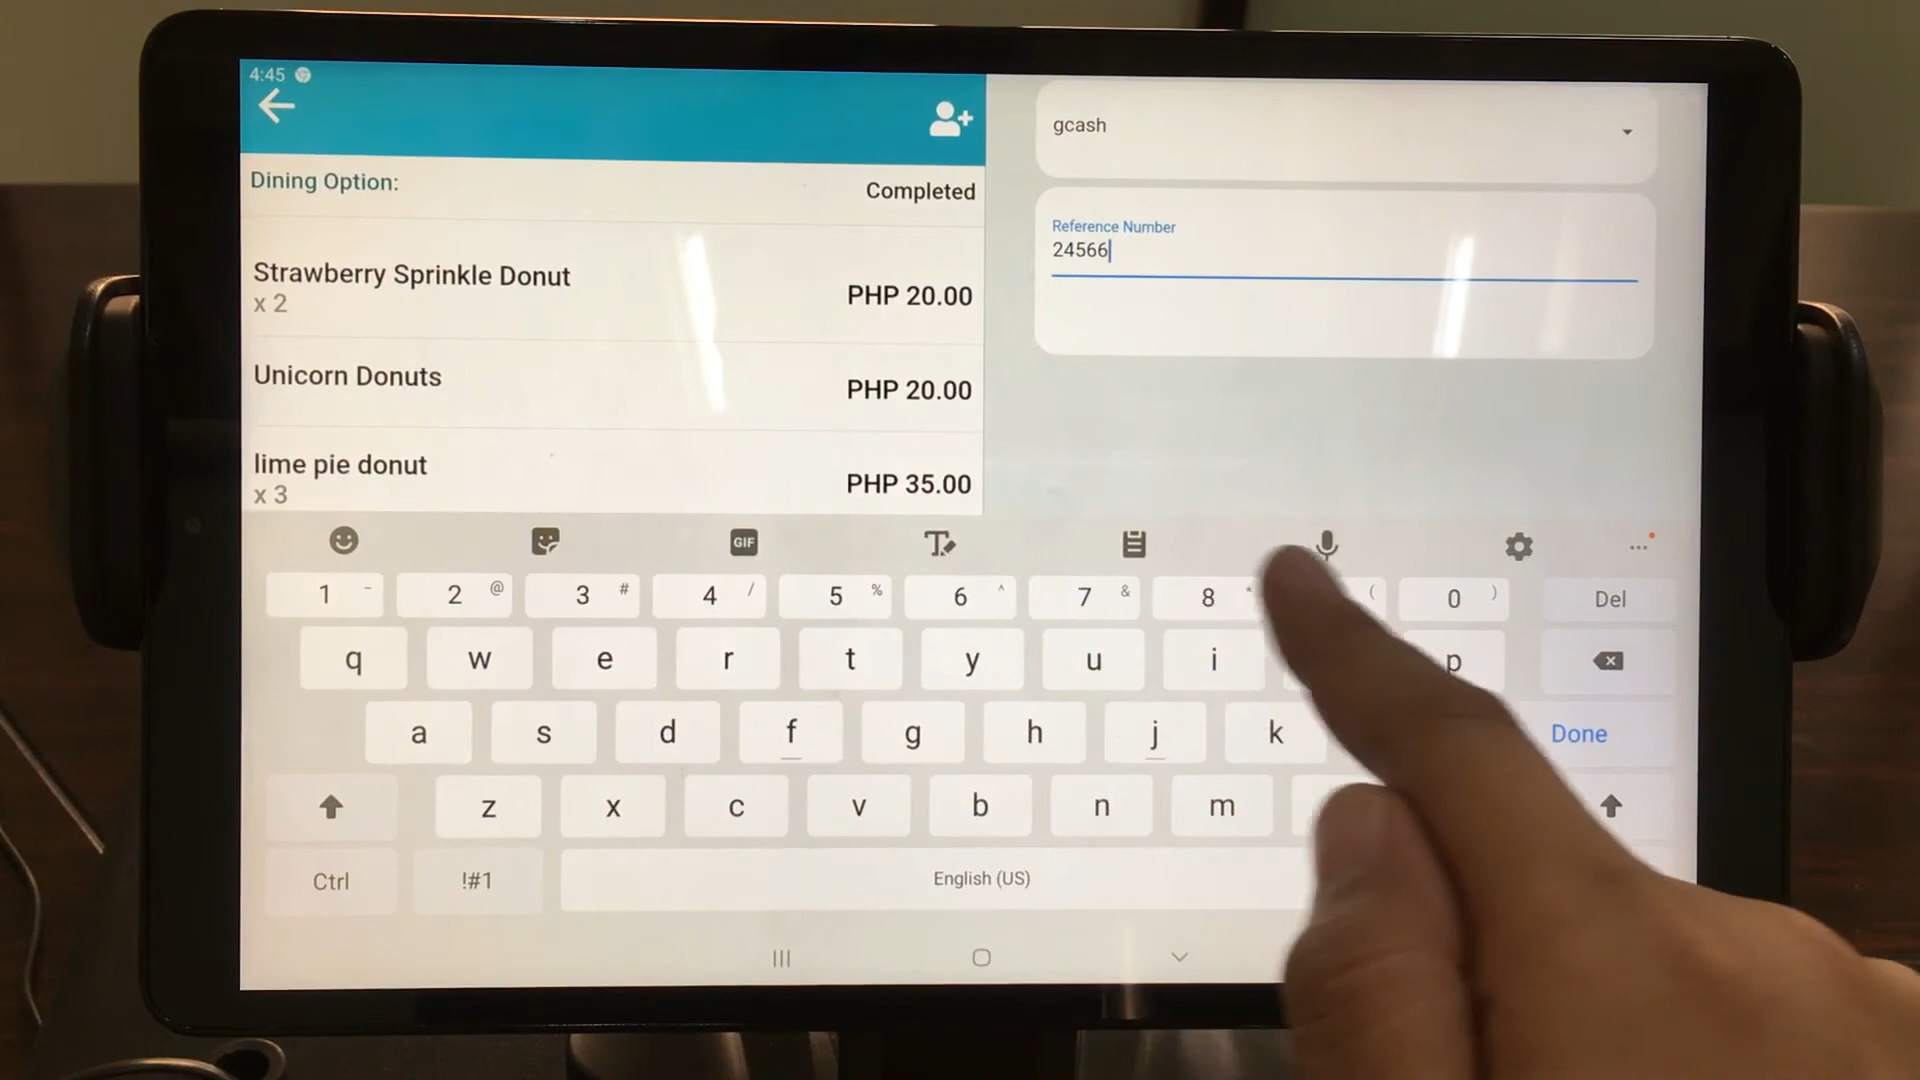 4:45
Dining Option:
Completed
Strawberry Sprinkle Donut
x 2
PHP 20.00
Unicorn Donuts
PHP 20.00
lime pie donut
x 3
PHP 35.00
gcash
Reference Number
24566
GIF
1 - 2 @ 3 # 4 / 5 % 6 ^ 7 & 8 * ( 0 ) Del
q w e r t y u i p
a s d f g h j k Done
z x c v b n m
Ctrl !#1 English (US)